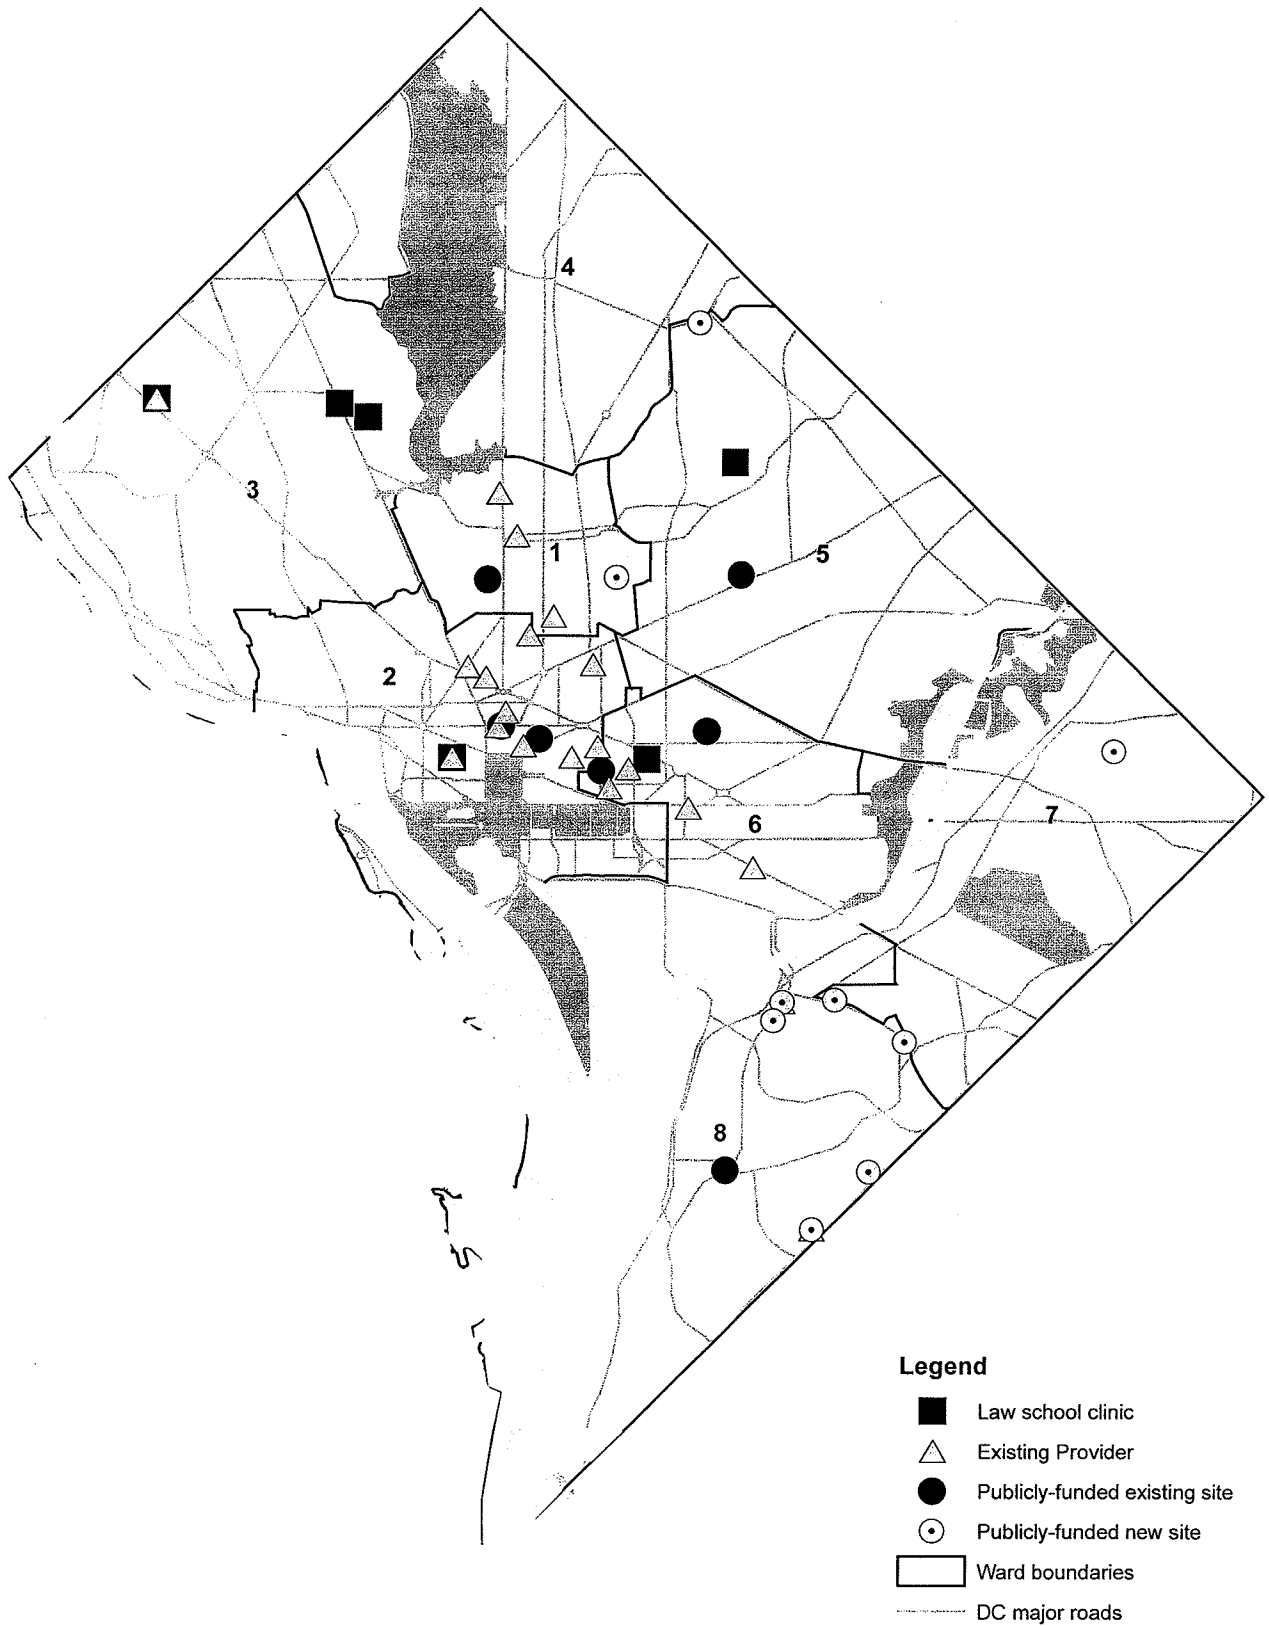 4
3
1
5
2
7
6
8
Legend
Law school clinic
Existing Provider
Publicly-funded existing site
Publicly-funded new site
Ward boundaries
DC major roads